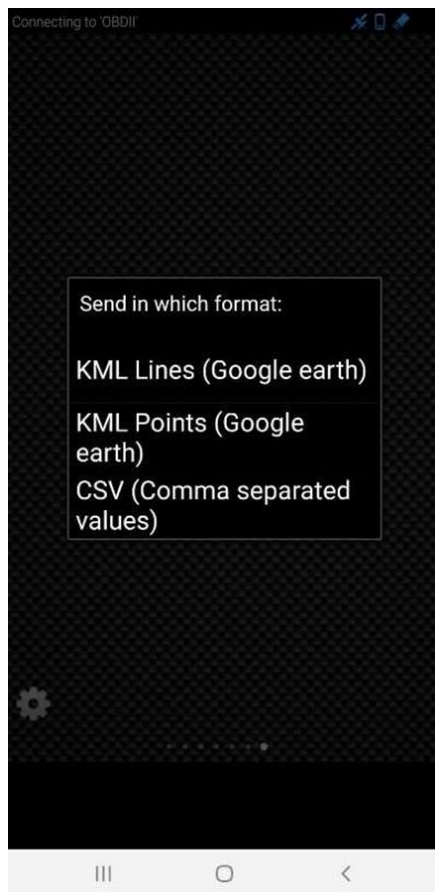 Connecting to 'OBDII'
Send in which format:
KML Lines (Google earth)
KML Points (Google
earth)
CSV (Comma separated
values)